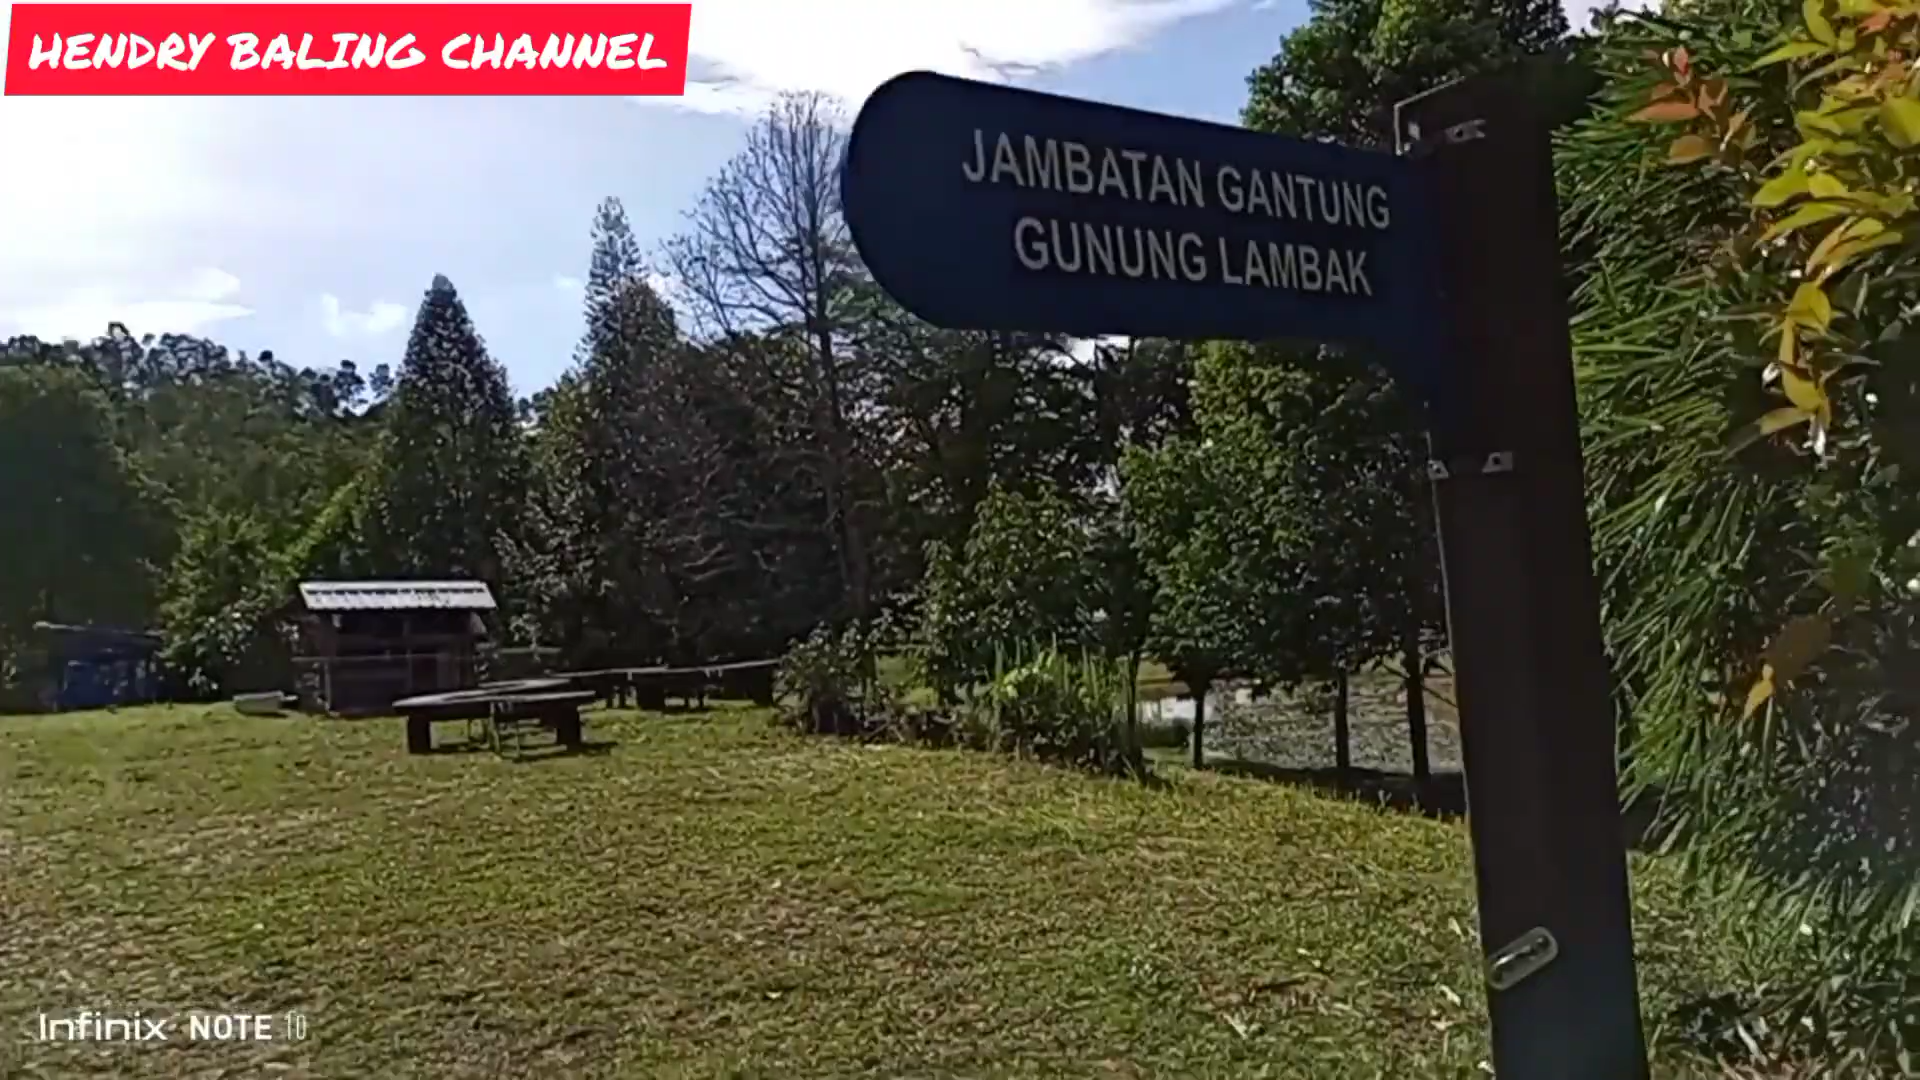 HENDRY BALING CHANNEL
JAMBATAN GANTUNG
GUNUNG LAMBAK
Infinix NOTE 10